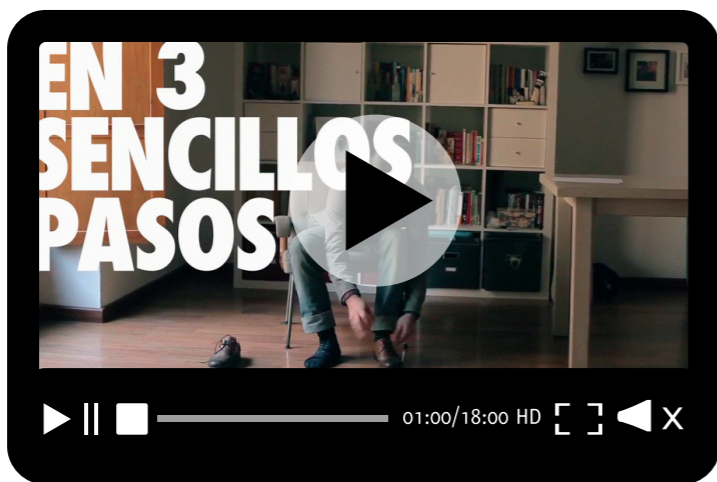 EN 3
SENCILLOS
PASOS
01:00/18:00 HD
X